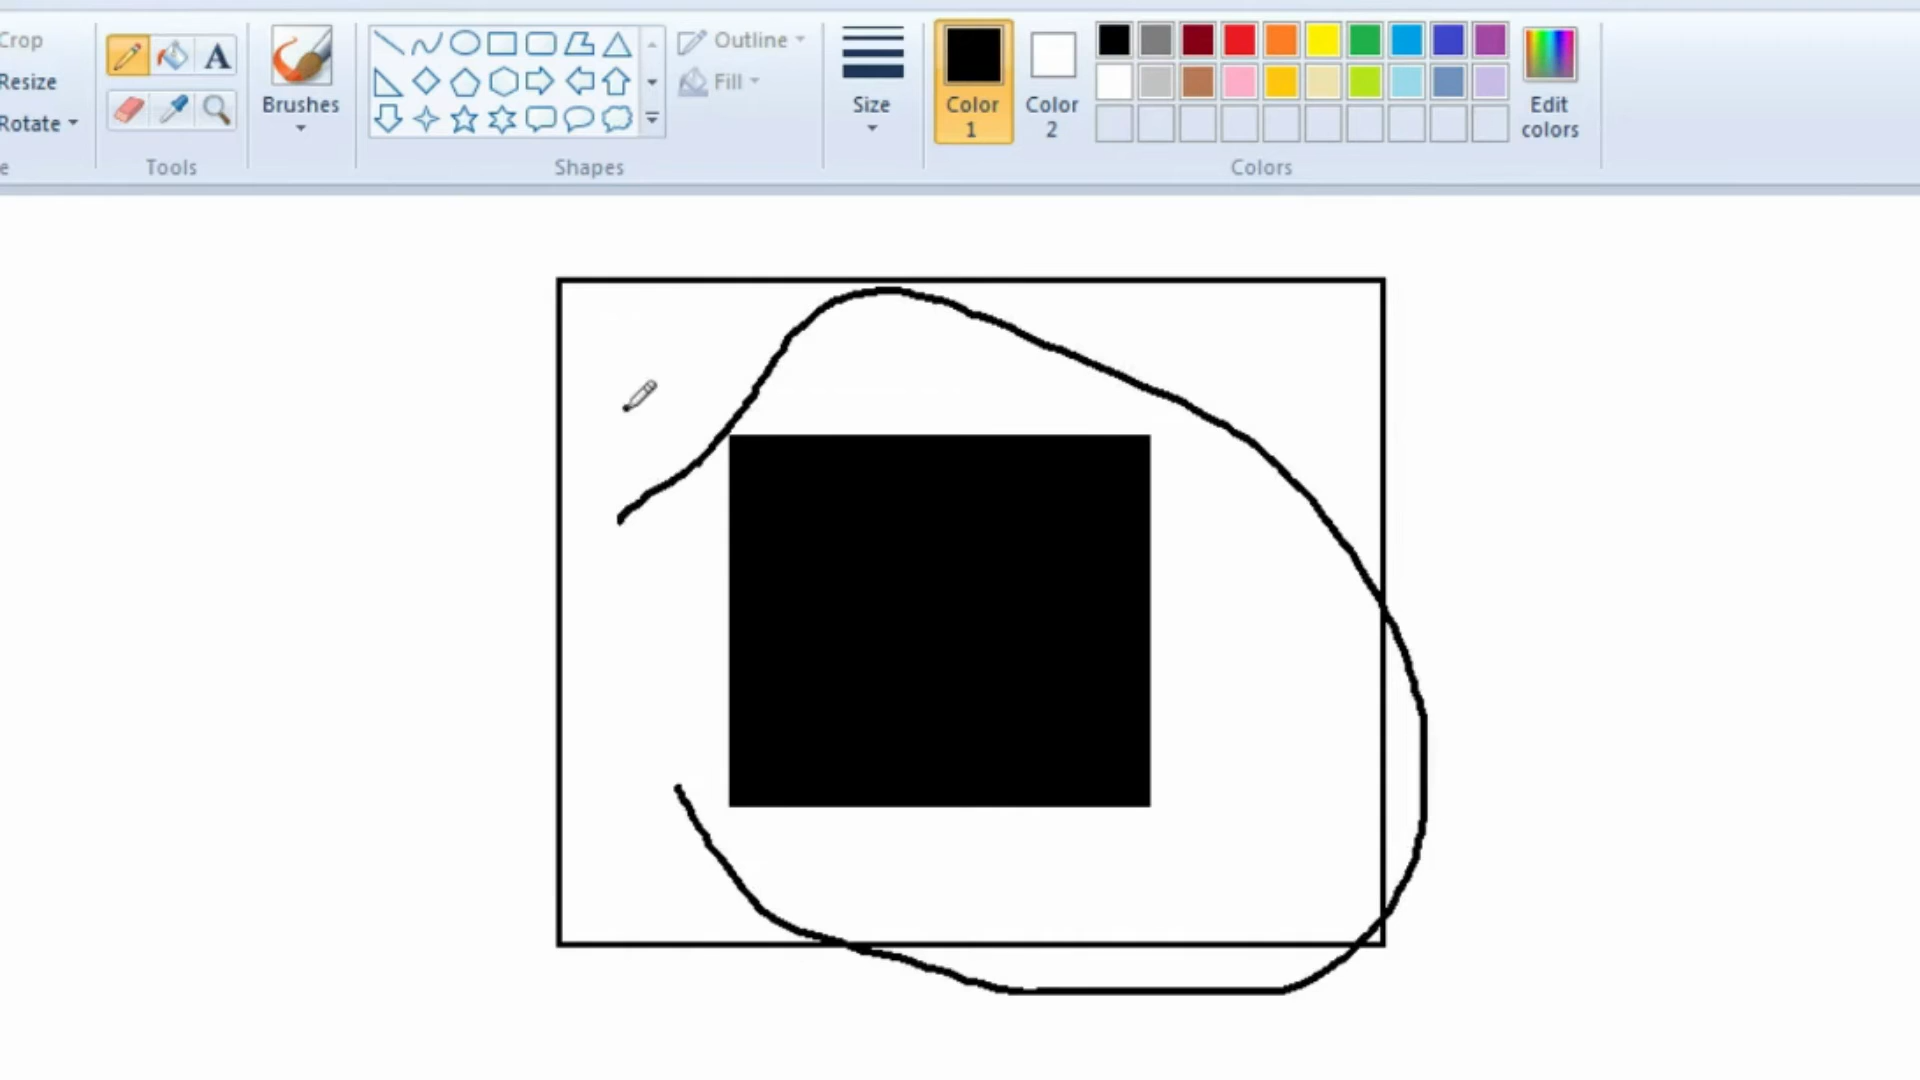 Crop
Resize
Rotate
e
Tools
A
Brushes
Shapes
Outline
Fill
Size
Color
1
Color
2
Edit
colors
Colors